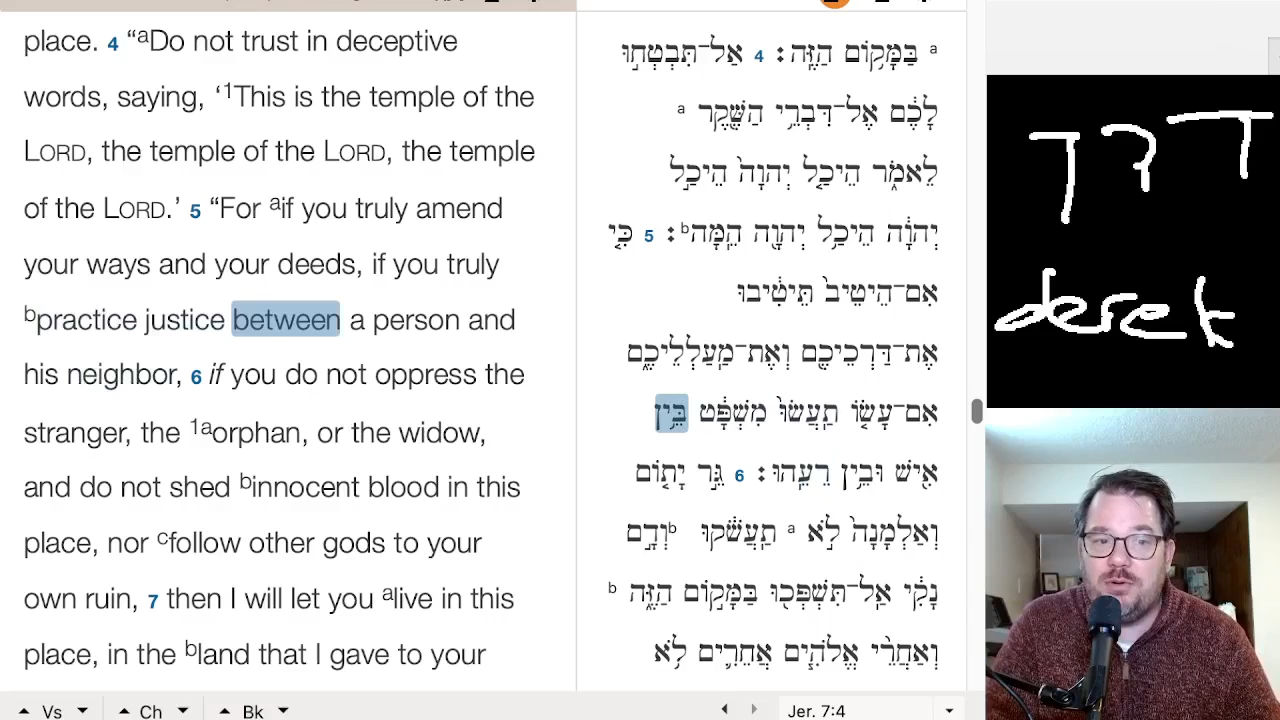 place. 4 “aDo not trust in deceptive
words, saying, ‘1This is the temple of the
LORD, the temple of the LORD, the temple
of the LORD.’ 5 “For aif you truly amend
your ways and your deeds, if you truly
bpractice justice between a person and
his neighbor, 6 if you do not oppress the
stranger, the 1aorphan, or the widow,
and do not shed binnocent blood in this
place, nor cfollow other gods to your
own ruin, 7 then I will let you alive in this
place, in the bland that I gave to your
a בַּמָּק֥וֹם הַזֶּֽה׃ 4 אַל־תִּבְטְח֣וּ
לָכֶ֔ם אֶל־דִּבְרֵ֥י הַשֶּׁ֖קֶר a
לֵאמֹ֑ר הֵיכַ֤ל יְהוָה֙ הֵיכַ֣ל
יְהוָ֔ה הֵיכַ֥ל יְהוָ֖ה הֵֽמָּה b׃ 5 כִּ֤י
אִם־הֵיטֵיב֙ תֵּיטִ֔יבוּ
אֶת־דַּרְכֵיכֶ֖ם וְאֶת־מַֽעַלְלֵיכֶ֑ם
אִם־עָשׂ֤וֹ תַֽעֲשׂוּ֙ מִשְׁפָּ֔ט בֵּ֥ין
אִ֖ישׁ וּבֵ֥ין רֵעֵֽהוּ׃ 6 גֵּ֣ר יָת֤וֹם
וְאַלְמָנָה֙ לֹ֣א a תַֽעֲשֹׁ֔קוּ b וְדָ֣ם
נָקִ֔י אַֽל־תִּשְׁפְּכ֖וּ בַּמָּק֣וֹם הַזֶּ֑ה b
וְאַחֲרֵ֨י אֱלֹהִ֧ים אֲחֵרִ֛ים לֹ֥א
דרך
derek
Vs Ch Bk
Jer. 7:4